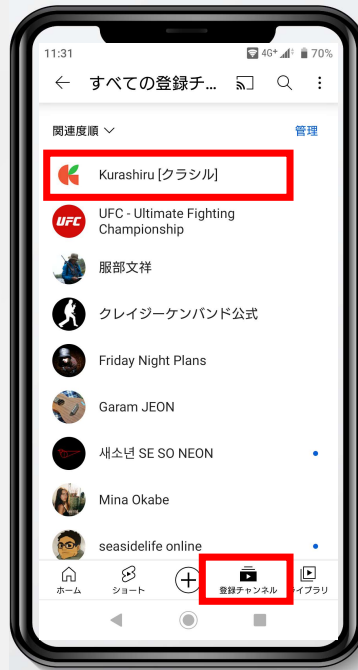 11:31
4G+
70%
すべての登録チ...
関連度順
管理
Kurashiru [クラシル]
UFC
UFC - Ultimate Fighting
Championship
服部文祥
クレイジーケンバンド公式
Friday Night Plans
Garam JEON
새소년 SE SO NEON
Mina Okabe
seasidelife online
ホーム
ショート
登録チャンネル
イブラリ